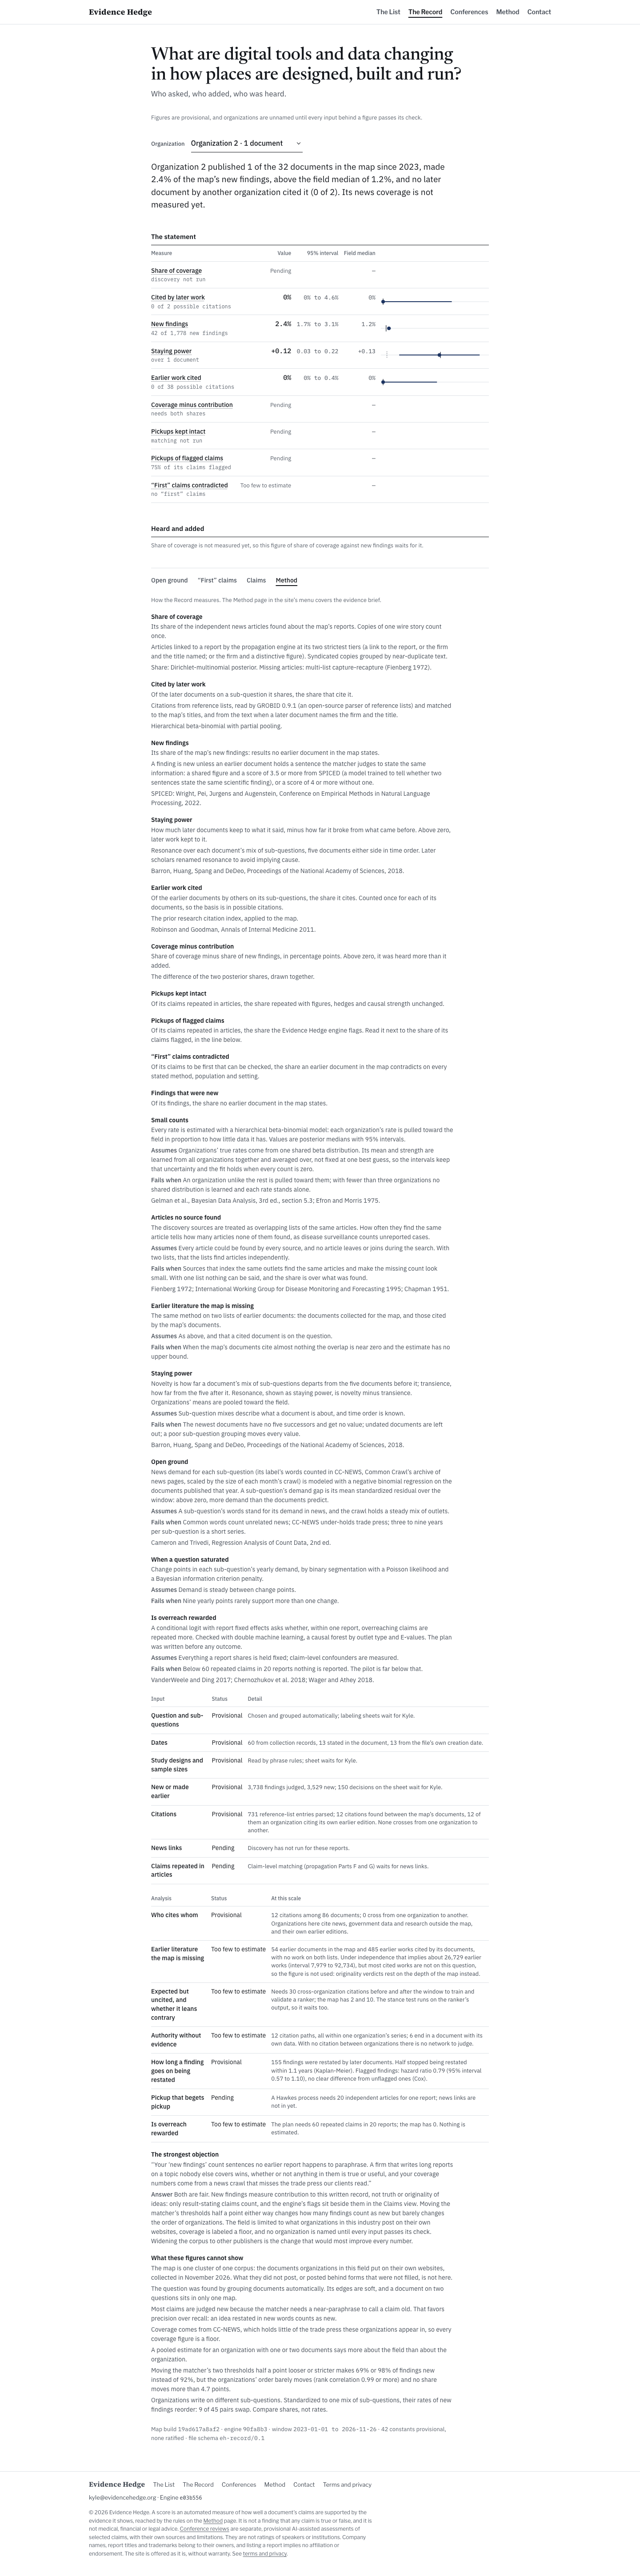 Evidence Hedge
The List The Record Conferences Method Contact
What are digital tools and data changing
in how places are designed, built and run?
Who asked, who added, who was heard.
Figures are provisional, and organizations are unnamed until every input behind a figure passes its check.
Organization Organization 2 · 1 document
Organization 2 published 1 of the 32 documents in the map since 2023, made
2.4% of the map’s new findings, above the field median of 1.2%, and no later
document by another organization cited it (0 of 2). Its news coverage is not
measured yet.
The statement
Measure Value 95% interval Field median
Share of coverage Pending –
discovery not run
Cited by later work 0% 0% to 4.6% 0%
0 of 2 possible citations
New findings 2.4% 1.7% to 3.1% 1.2%
42 of 1,778 new findings
Staying power +0.12 0.03 to 0.22 +0.13
over 1 document
Earlier work cited 0% 0% to 0.4% 0%
0 of 38 possible citations
Coverage minus contribution Pending –
needs both shares
Pickups kept intact Pending –
matching not run
Pickups of flagged claims Pending –
75% of its claims flagged
“First” claims contradicted Too few to estimate –
no "first" claims
Heard and added
Share of coverage is not measured yet, so this figure of share of coverage against new findings waits for it.
Open ground “First” claims Claims Method
How the Record measures. The Method page in the site’s menu covers the evidence brief.
Share of coverage
Its share of the independent news articles found about the map’s reports. Copies of one wire story count
once.
Articles linked to a report by the propagation engine at its two strictest tiers (a link to the report, or the firm
and the title named; or the firm and a distinctive figure). Syndicated copies grouped by near-duplicate text.
Share: Dirichlet-multinomial posterior. Missing articles: multi-list capture-recapture (Fienberg 1972).
Cited by later work
Of the later documents on a sub-question it shares, the share that cite it.
Citations from reference lists, read by GROBID 0.9.1 (an open-source parser of reference lists) and matched
to the map’s titles, and from the text when a later document names the firm and the title.
Hierarchical beta-binomial with partial pooling.
New findings
Its share of the map’s new findings: results no earlier document in the map states.
A finding is new unless an earlier document holds a sentence the matcher judges to state the same
information: a shared figure and a score of 3.5 or more from SPICED (a model trained to tell whether two
sentences state the same scientific finding), or a score of 4 or more without one.
SPICED: Wright, Pei, Jurgens and Augenstein, Conference on Empirical Methods in Natural Language
Processing, 2022.
Staying power
How much later documents keep to what it said, minus how far it broke from what came before. Above zero,
later work kept to it.
Resonance over each document’s mix of sub-questions, five documents either side in time order. Later
scholars renamed resonance to avoid implying cause.
Barron, Huang, Spang and DeDeo, Proceedings of the National Academy of Sciences, 2018.
Earlier work cited
Of the earlier documents by others on its sub-questions, the share it cites. Counted once for each of its
documents, so the basis is in possible citations.
The prior research citation index, applied to the map.
Robinson and Goodman, Annals of Internal Medicine 2011.
Coverage minus contribution
Share of coverage minus share of new findings, in percentage points. Above zero, it was heard more than it
added.
The difference of the two posterior shares, drawn together.
Pickups kept intact
Of its claims repeated in articles, the share repeated with figures, hedges and causal strength unchanged.
Pickups of flagged claims
Of its claims repeated in articles, the share the Evidence Hedge engine flags. Read it next to the share of its
claims flagged, in the line below.
“First” claims contradicted
Of its claims to be first that can be checked, the share an earlier document in the map contradicts on every
stated method, population and setting.
Findings that were new
Of its findings, the share no earlier document in the map states.
Small counts
Every rate is estimated with a hierarchical beta-binomial model: each organization’s rate is pulled toward the
field in proportion to how little data it has. Values are posterior medians with 95% intervals.
Assumes Organizations’ true rates come from one shared beta distribution. Its mean and strength are
learned from all organizations together and averaged over, not fixed at one best guess, so the intervals keep
that uncertainty and the fit holds when every count is zero.
Fails when An organization unlike the rest is pulled toward them; with fewer than three organizations no
shared distribution is learned and each rate stands alone.
Gelman et al., Bayesian Data Analysis, 3rd ed., section 5.3; Efron and Morris 1975.
Articles no source found
The discovery sources are treated as overlapping lists of the same articles. How often they find the same
article tells how many articles none of them found, as disease surveillance counts unreported cases.
Assumes Every article could be found by every source, and no article leaves or joins during the search. With
two lists, that the lists find articles independently.
Fails when Sources that index the same outlets find the same articles and make the missing count look
small. With one list nothing can be said, and the share is over what was found.
Fienberg 1972; International Working Group for Disease Monitoring and Forecasting 1995; Chapman 1951.
Earlier literature the map is missing
The same method on two lists of earlier documents: the documents collected for the map, and those cited
by the map’s documents.
Assumes As above, and that a cited document is on the question.
Fails when When the map’s documents cite almost nothing the overlap is near zero and the estimate has no
upper bound.
Staying power
Novelty is how far a document’s mix of sub-questions departs from the five documents before it; transience,
how far from the five after it. Resonance, shown as staying power, is novelty minus transience.
Organizations’ means are pooled toward the field.
Assumes Sub-question mixes describe what a document is about, and time order is known.
Fails when The newest documents have no five successors and get no value; undated documents are left
out; a poor sub-question grouping moves every value.
Barron, Huang, Spang and DeDeo, Proceedings of the National Academy of Sciences, 2018.
Open ground
News demand for each sub-question (its label’s words counted in CC-NEWS, Common Crawl’s archive of
news pages, scaled by the size of each month’s crawl) is modeled with a negative binomial regression on the
documents published that year. A sub-question’s demand gap is its mean standardized residual over the
window: above zero, more demand than the documents predict.
Assumes A sub-question’s words stand for its demand in news, and the crawl holds a steady mix of outlets.
Fails when Common words count unrelated news; CC-NEWS under-holds trade press; three to nine years
per sub-question is a short series.
Cameron and Trivedi, Regression Analysis of Count Data, 2nd ed.
When a question saturated
Change points in each sub-question’s yearly demand, by binary segmentation with a Poisson likelihood and
a Bayesian information criterion penalty.
Assumes Demand is steady between change points.
Fails when Nine yearly points rarely support more than one change.
Is overreach rewarded
A conditional logit with report fixed effects asks whether, within one report, overreaching claims are
repeated more. Checked with double machine learning, a causal forest by outlet type and E-values. The plan
was written before any outcome.
Assumes Everything a report shares is held fixed; claim-level confounders are measured.
Fails when Below 60 repeated claims in 20 reports nothing is reported. The pilot is far below that.
VanderWeele and Ding 2017; Chernozhukov et al. 2018; Wager and Athey 2018.
Input Status Detail
Question and sub-questions Provisional Chosen and grouped automatically; labeling sheets wait for Kyle.
Dates Provisional 60 from collection records, 13 stated in the document, 13 from the file’s own creation date.
Study designs and sample sizes Provisional Read by phrase rules; sheet waits for Kyle.
New or made earlier Provisional 3,738 findings judged, 3,529 new; 150 decisions on the sheet wait for Kyle.
Citations Provisional 731 reference-list entries parsed; 12 citations found between the map’s documents, 12 of
them an organization citing its own earlier edition. None crosses from one organization to
another.
News links Pending Discovery has not run for these reports.
Claims repeated in articles Pending Claim-level matching (propagation Parts F and G) waits for news links.
Analysis Status At this scale
Who cites whom Provisional 12 citations among 86 documents; 0 cross from one organization to another.
Organizations here cite news, government data and research outside the map,
and their own earlier editions.
Earlier literature the map is missing Too few to estimate 54 earlier documents in the map and 485 earlier works cited by its documents,
with no work on both lists. Under independence that implies about 26,729 earlier
works (interval 7,979 to 92,734), but most cited works are not on this question,
so the figure is not used: originality verdicts rest on the depth of the map instead.
Expected but uncited, and whether it leans contrary Too few to estimate Needs 30 cross-organization citations before and after the window to train and
validate a ranker; the map has 2 and 10. The stance test runs on the ranker’s
output, so it waits too.
Authority without evidence Too few to estimate 12 citation paths, all within one organization’s series; 6 end in a document with its
own data. With no citation between organizations there is no network to judge.
How long a finding goes on being restated Provisional 155 findings were restated by later documents. Half stopped being restated
within 1.1 years (Kaplan-Meier). Flagged findings: hazard ratio 0.79 (95% interval
0.57 to 1.10), no clear difference from unflagged ones (Cox).
Pickup that begets pickup Pending A Hawkes process needs 20 independent articles for one report; news links are
not in yet.
Is overreach rewarded Too few to estimate The plan needs 60 repeated claims in 20 reports; the map has 0. Nothing is
estimated.
The strongest objection
“Your ‘new findings’ count sentences no earlier report happens to paraphrase. A firm that writes long reports
on a topic nobody else covers wins, whether or not anything in them is true or useful, and your coverage
numbers come from a news crawl that misses the trade press our clients read.”
Answer Both are fair. New findings measure contribution to this written record, not truth or originality of
ideas: only result-stating claims count, and the engine’s flags sit beside them in the Claims view. Moving the
matcher’s thresholds half a point either way changes how many findings count as new but barely changes
the order of organizations. The field is limited to what organizations in this industry post on their own
websites, coverage is labeled a floor, and no organization is named until every input passes its check.
Widening the corpus to other publishers is the change that would most improve every number.
What these figures cannot show
The map is one cluster of one corpus: the documents organizations in this field put on their own websites,
collected in November 2026. What they did not post, or posted behind forms that were not filled, is not here.
The question was found by grouping documents automatically. Its edges are soft, and a document on two
questions sits in only one map.
Most claims are judged new because the matcher needs a near-paraphrase to call a claim old. That favors
precision over recall: an idea restated in new words counts as new.
Coverage comes from CC-NEWS, which holds little of the trade press these organizations appear in, so every
coverage figure is a floor.
A pooled estimate for an organization with one or two documents says more about the field than about the
organization.
Moving the matcher’s two thresholds half a point looser or stricter makes 69% or 98% of findings new
instead of 92%, but the organizations’ order barely moves (rank correlation 0.99 or more) and no share
moves more than 4.7 points.
Organizations write on different sub-questions. Standardized to one mix of sub-questions, their rates of new
findings reorder: 9 of 45 pairs swap. Compare shares, not rates.
Map build 19ad617a8af2 · engine 90fa8b3 · window 2023-01-01 to 2026-11-26 · 42 constants provisional,
none ratified · file schema eh-record/0.1
Evidence Hedge The List The Record Conferences Method Contact Terms and privacy
kyle@evidencehedge.org · Engine e03b556
© 2026 Evidence Hedge. A score is an automated measure of how well a document’s claims are supported by the
evidence it shows, reached by the rules on the Method page. It is not a finding that any claim is true or false, and it is
not medical, financial or legal advice. Conference reviews are separate, provisional AI-assisted assessments of
selected claims, with their own sources and limitations. They are not ratings of speakers or institutions. Company
names, report titles and trademarks belong to their owners, and listing a report implies no affiliation or
endorsement. The site is offered as it is, without warranty. See terms and privacy.